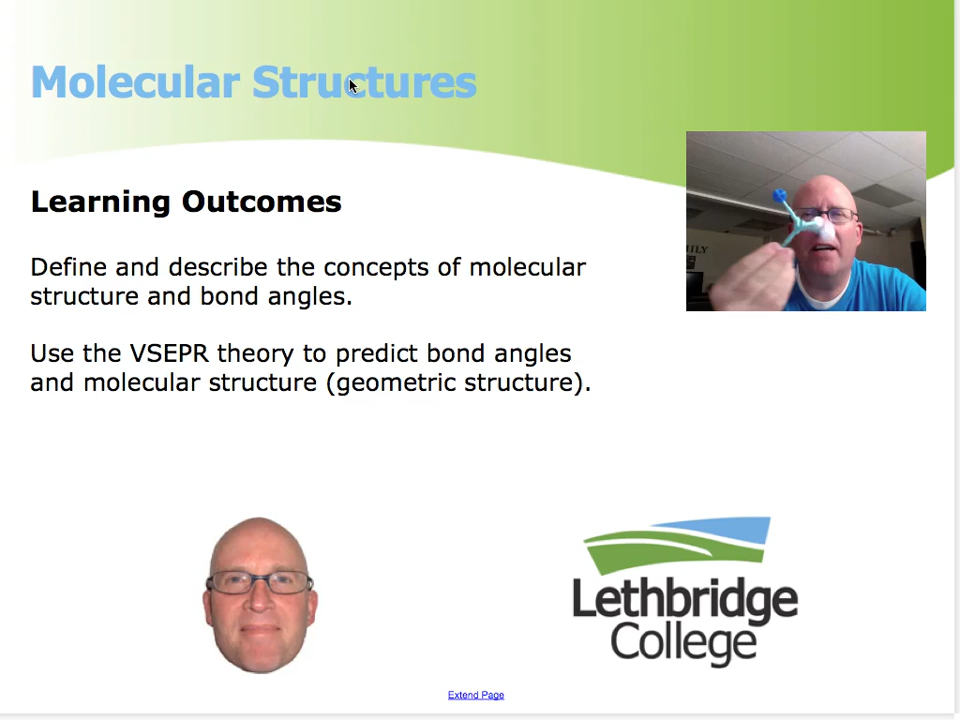 Molecular Structures
Learning Outcomes
Define and describe the concepts of molecular
structure and bond angles.
Use the VSEPR theory to predict bond angles
and molecular structure (geometric structure).
Lethbridge
College
Extend Page